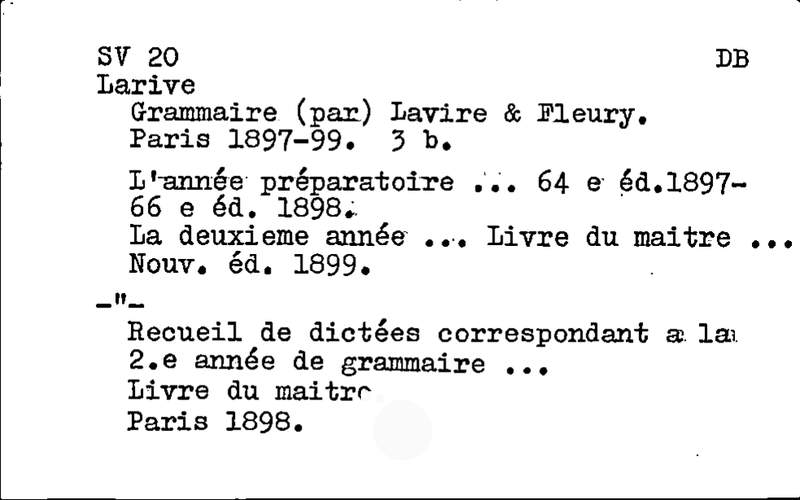 SV 20 DB
Larive
Grammaire (par) Lavire & Fleury.
Paris 1897-99. 3 b.
L'année préparatoire ... 64 e éd.1897-
66 e éd. 1898.
La deuxieme année ... Livre du maitre ...
Nouv. éd. 1899.
-"-
Recueil de dictées correspondant a la
2.e année de grammaire ...
Livre du maitre
Paris 1898.